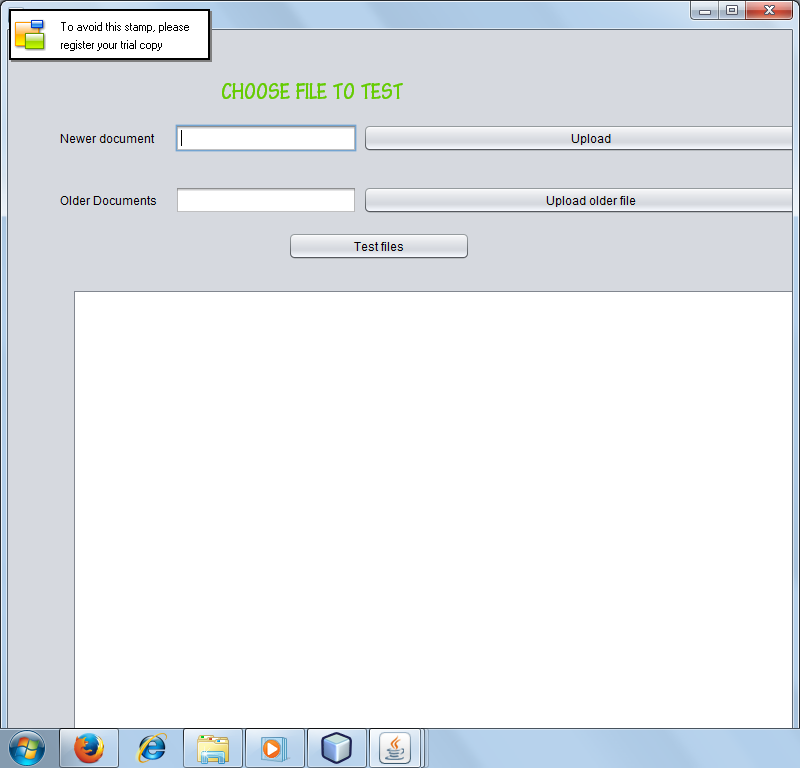 To avoid this stamp, please
register your trial copy
CHOOSE FILE TO TEST
Newer document
Upload
Older Documents
Upload older file
Test files